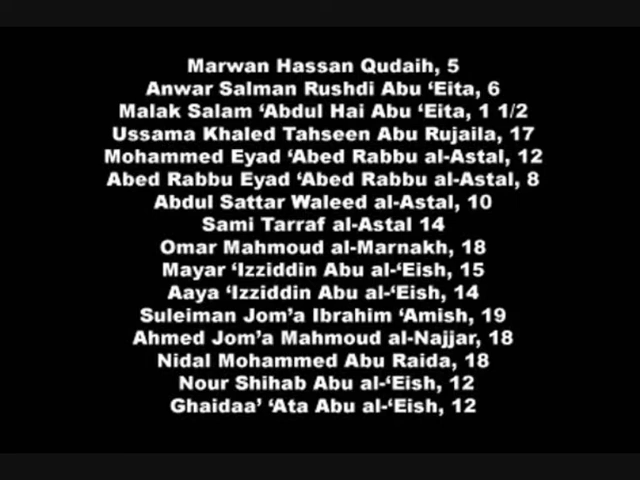 Marwan Hassan Qudaih, 5
Anwar Salman Rushdi Abu ‘Eita, 6
Malak Salam ‘Abdul Hai Abu ‘Eita, 1 1/2
Ussama Khaled Tahseen Abu Rujaila, 17
Mohammed Eyad ‘Abed Rabbu al-Astal, 12
Abed Rabbu Eyad ‘Abed Rabbu al-Astal, 8
Abdul Sattar Waleed al-Astal, 10
Sami Tarraf al-Astal 14
Omar Mahmoud al-Marnakh, 18
Mayar ‘Izziddin Abu al-‘Eish, 15
Aaya ‘Izziddin Abu al-‘Eish, 14
Suleiman Jom’a Ibrahim ‘Amish, 19
Ahmed Jom’a Mahmoud al-Najjar, 18
Nidal Mohammed Abu Raida, 18
Nour Shihab Abu al-‘Eish, 12
Ghaidaa’ ‘Ata Abu al-‘Eish, 12